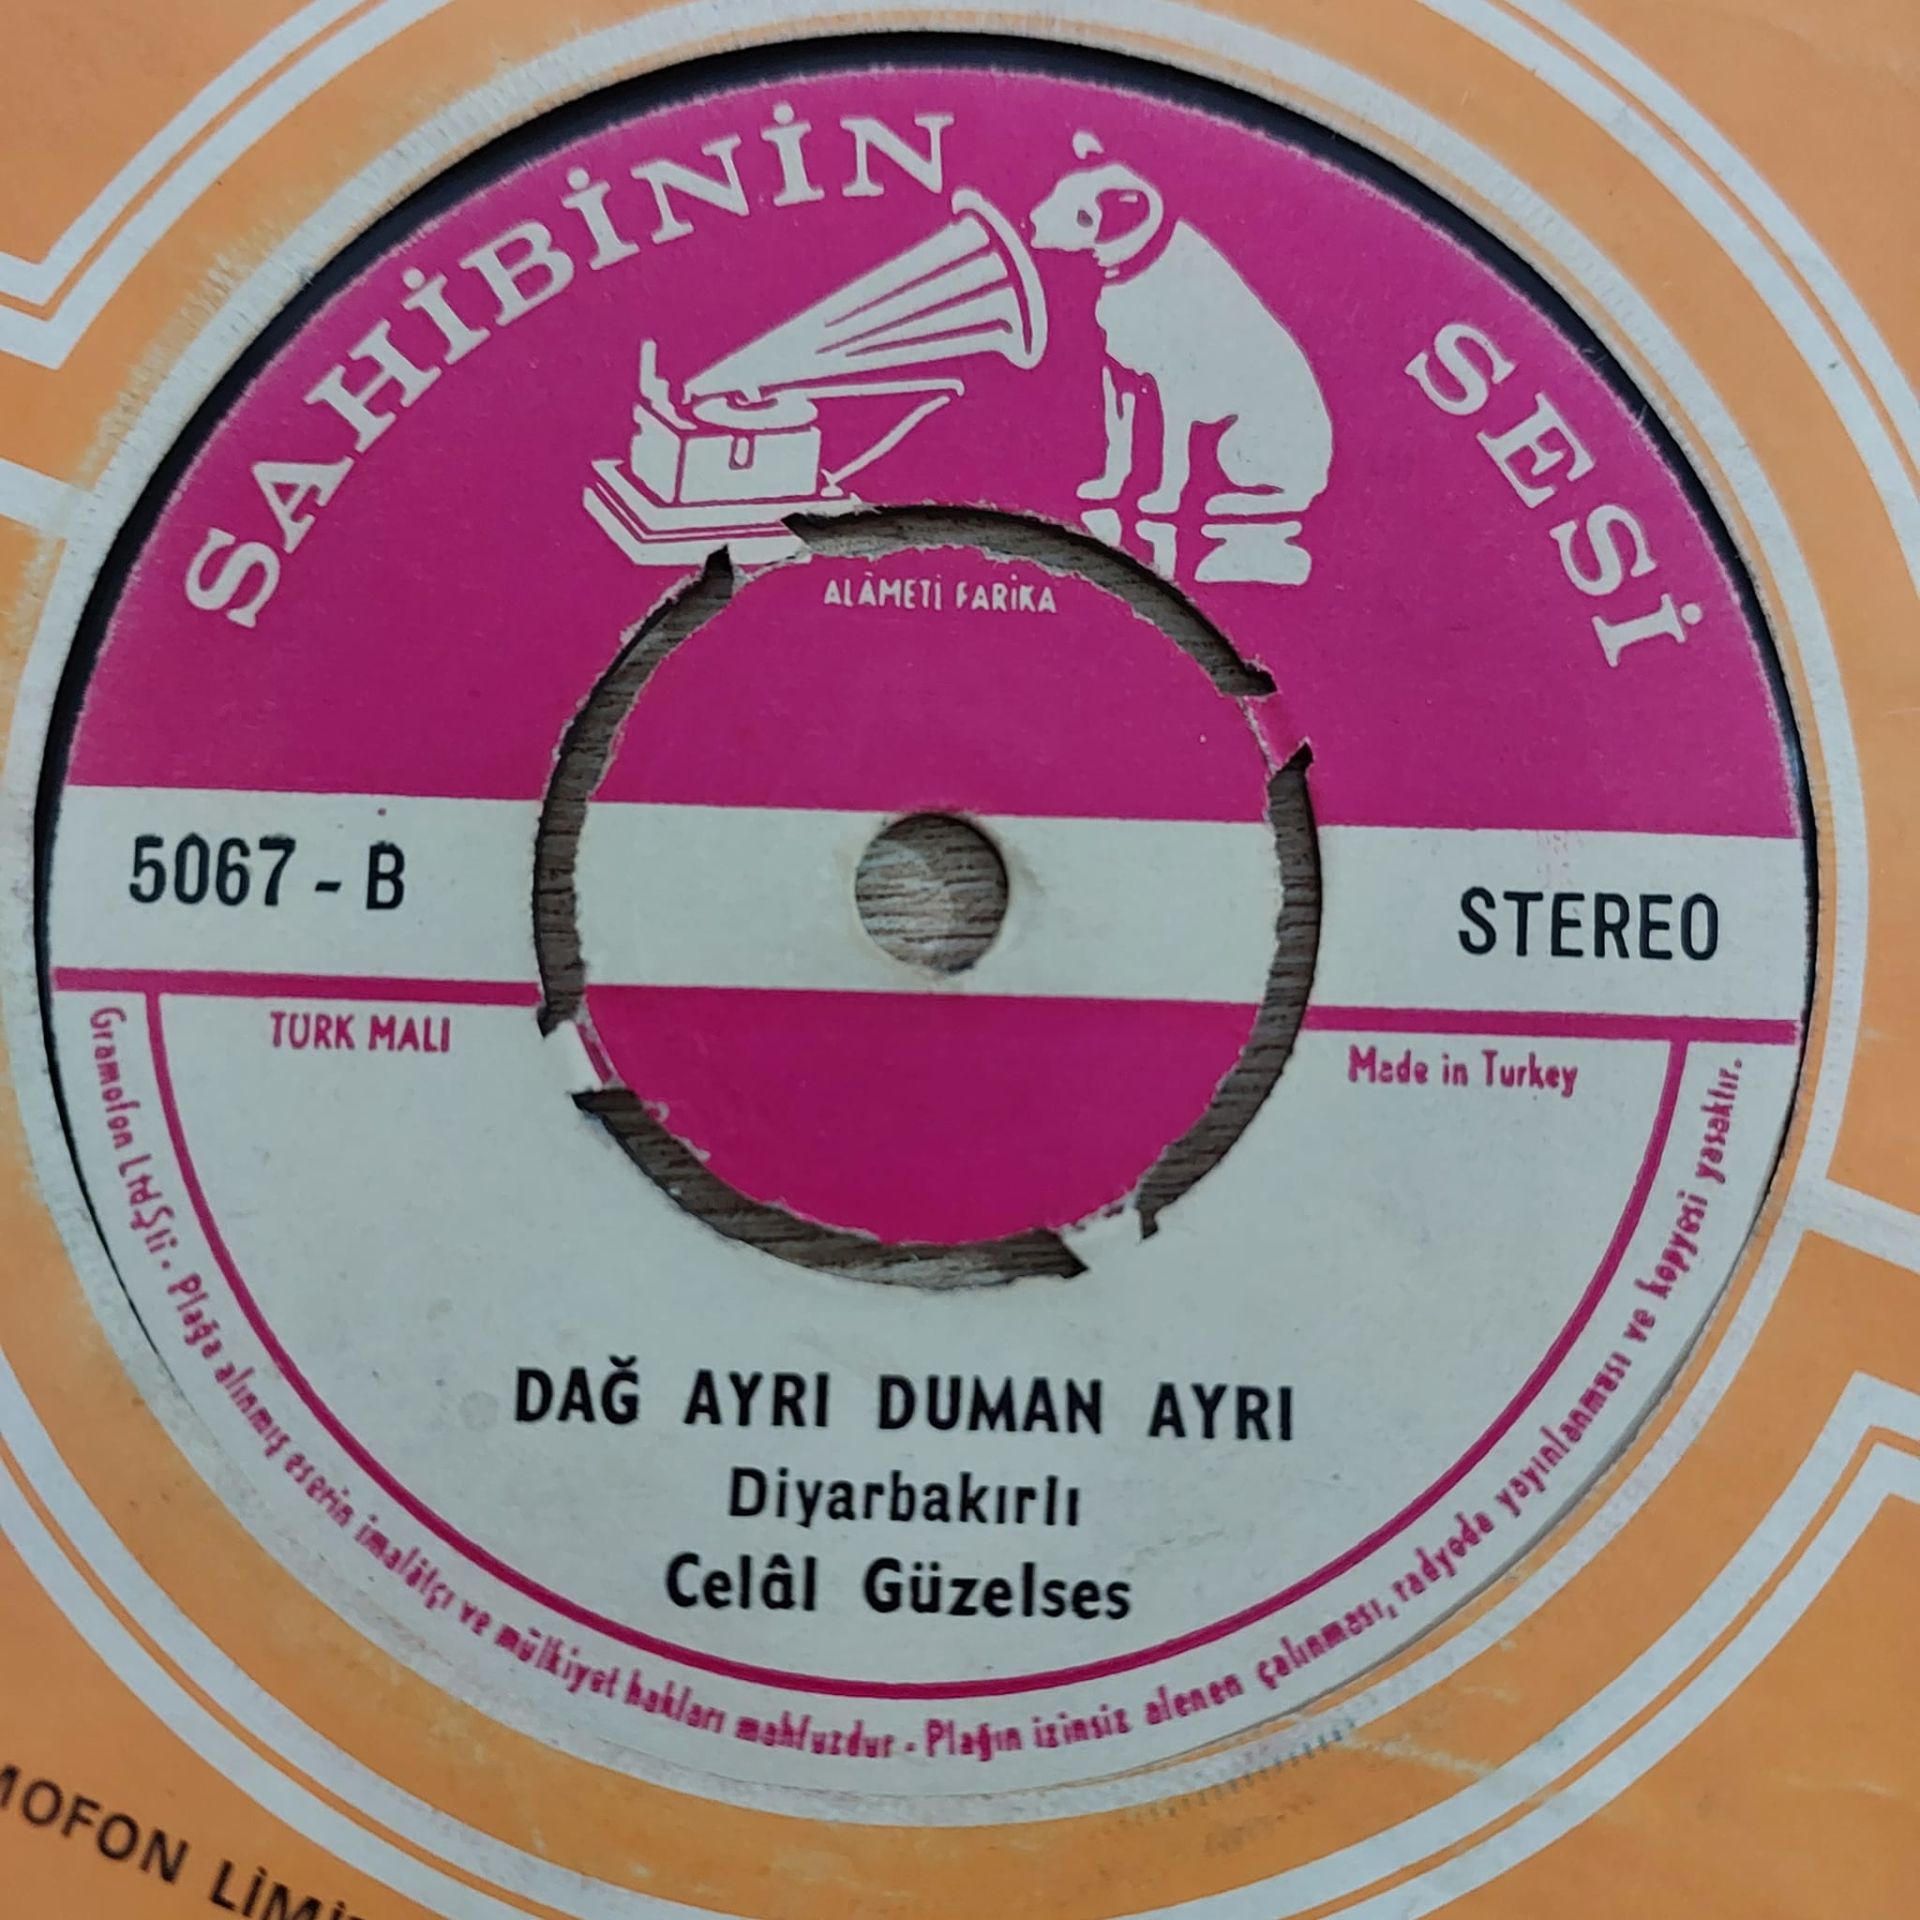 SAHİBİNİN SESİ
ALÂMETİ FARİKA
5067 - B
STEREO
TURK MALI
Made in Turkey
DAĞ AYRI DUMAN AYRI
Diyarbakırlı
Celâl Güzelses
Gramofon Ltd.Şti. Plağa alınmış eserin imalâtçı ve mülkiyet hakları mahfuzdur - Plağın izinsiz alenen çalınması, radyoda yayınlanması ve kopyesi yasaktır.
MOFON LİMİT